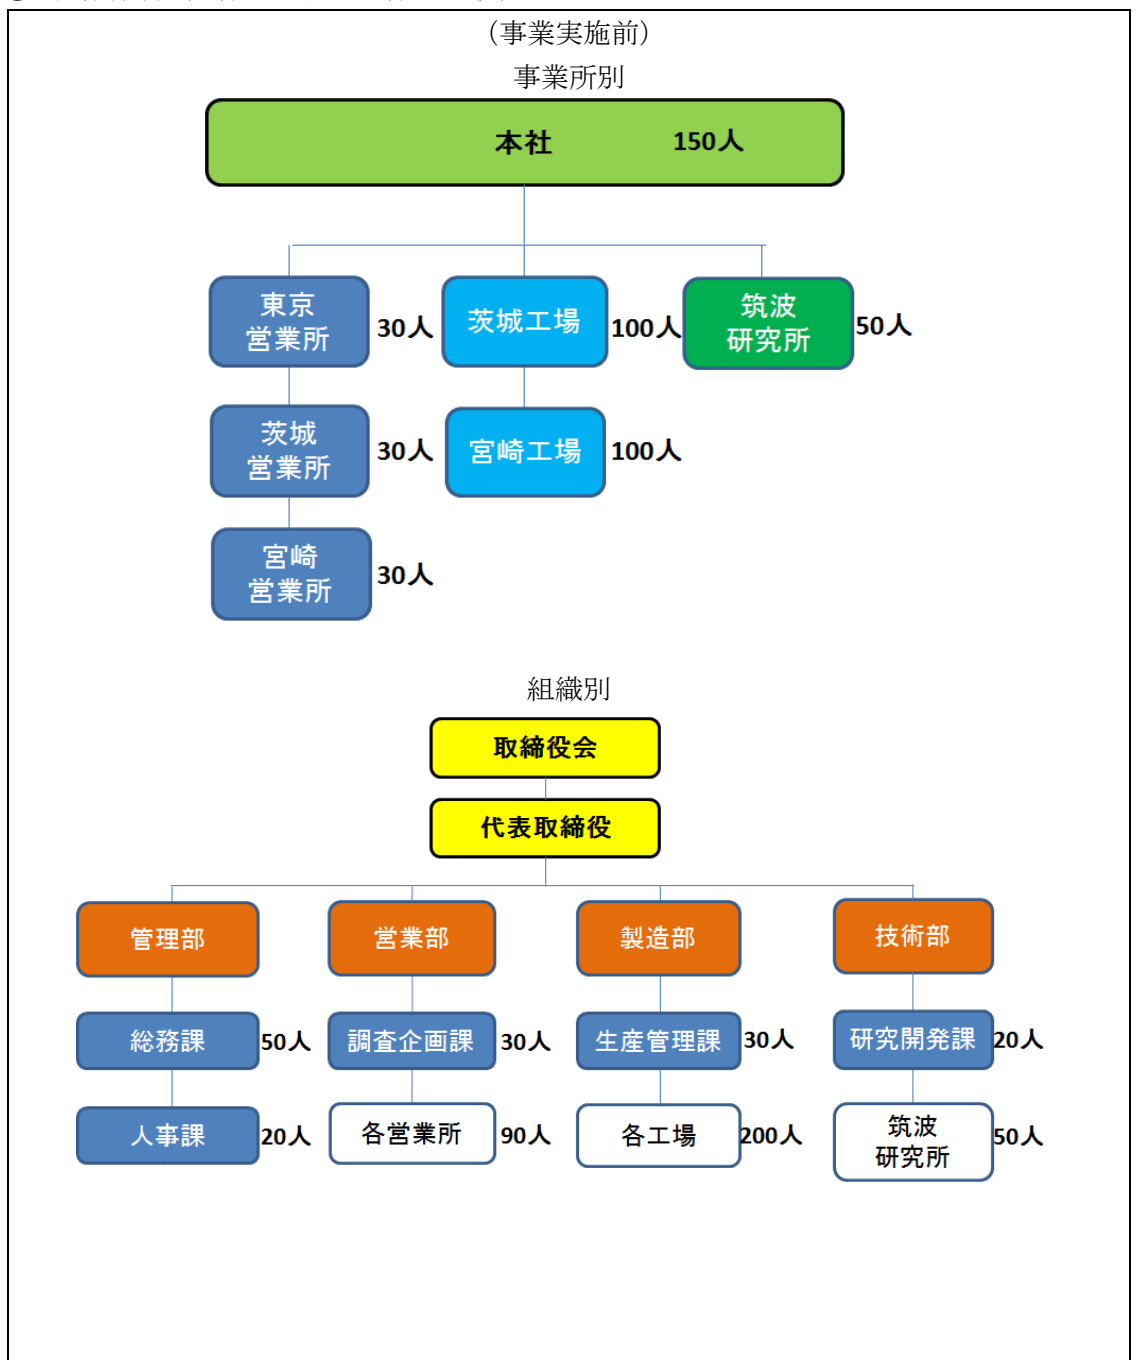 (事業実施前)
事業所別
本社 150人
東京
営業所
30人
茨城工場
100人
筑波
研究所
50人
茨城
営業所
30人
宮崎工場
100人
宮崎
営業所
30人
組織別
取締役会
代表取締役
管理部
営業部
製造部
技術部
総務課
50人
調査企画課
30人
生産管理課
30人
研究開発課
20人
人事課
20人
各営業所
90人
各工場
200人
筑波
研究所
50人